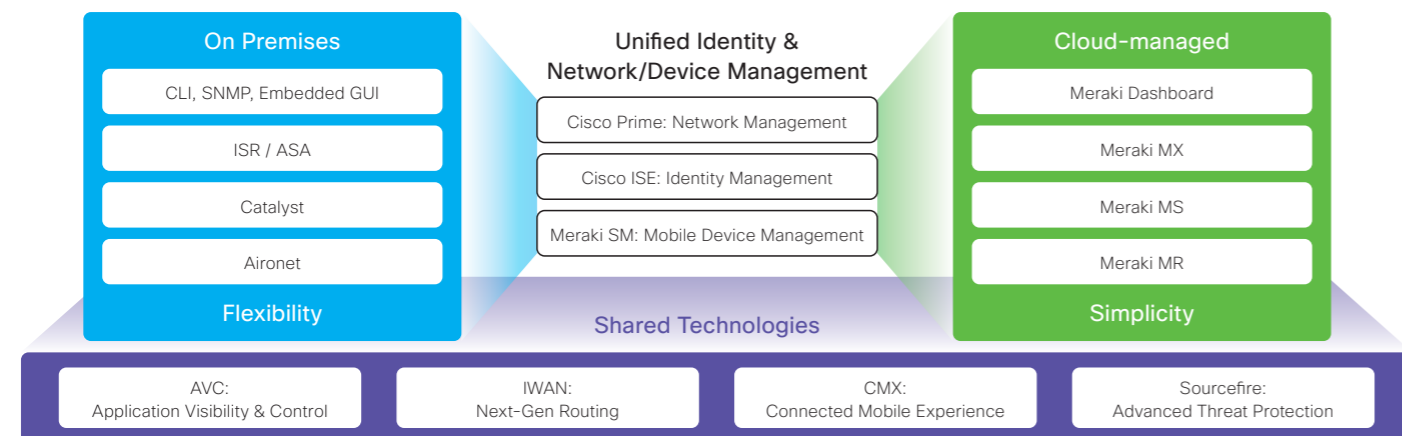 On Premises
CLI, SNMP, Embedded GUI
ISR / ASA
Catalyst
Aironet
Flexibility
Unified Identity &
Network/Device Management
Cisco Prime: Network Management
Cisco ISE: Identity Management
Meraki SM: Mobile Device Management
Cloud-managed
Meraki Dashboard
Meraki MX
Meraki MS
Meraki MR
Simplicity
Shared Technologies
AVC:
Application Visibility & Control
IWAN:
Next-Gen Routing
CMX:
Connected Mobile Experience
Sourcefire:
Advanced Threat Protection